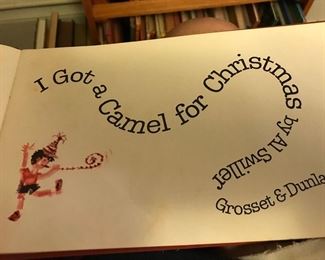 I Got a Camel for Christmas by Al Swiller
Grosset & Dunla